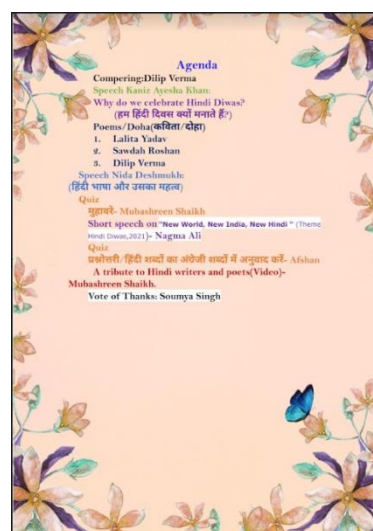 Agenda
Compering:Dilip Verma
Speech Kaniz Ayesha Khan:
Why do we celebrate Hindi Diwas?
(हम हिंदी दिवस क्यों मनाते हैं?)
Poems/Doha(कविता/दोहा)
1. Lalita Yadav
2. Sawdah Roshan
3. Dilip Verma
Speech Nida Deshmukh:
(हिंदी भाषा और उसका महत्व)
Quiz
मुहावरे- Mubashreen Shaikh
Short speech on "New World, New India, New Hindi " (Theme
Hindi Diwas,2021)- Nagma Ali
Quiz
प्रश्नोत्तरी/हिंदी शब्दों का अंग्रेजी शब्दों में अनुवाद करें- Afshan
A tribute to Hindi writers and poets(Video)-
Mubashreen Shaikh.
Vote of Thanks: Soumya Singh